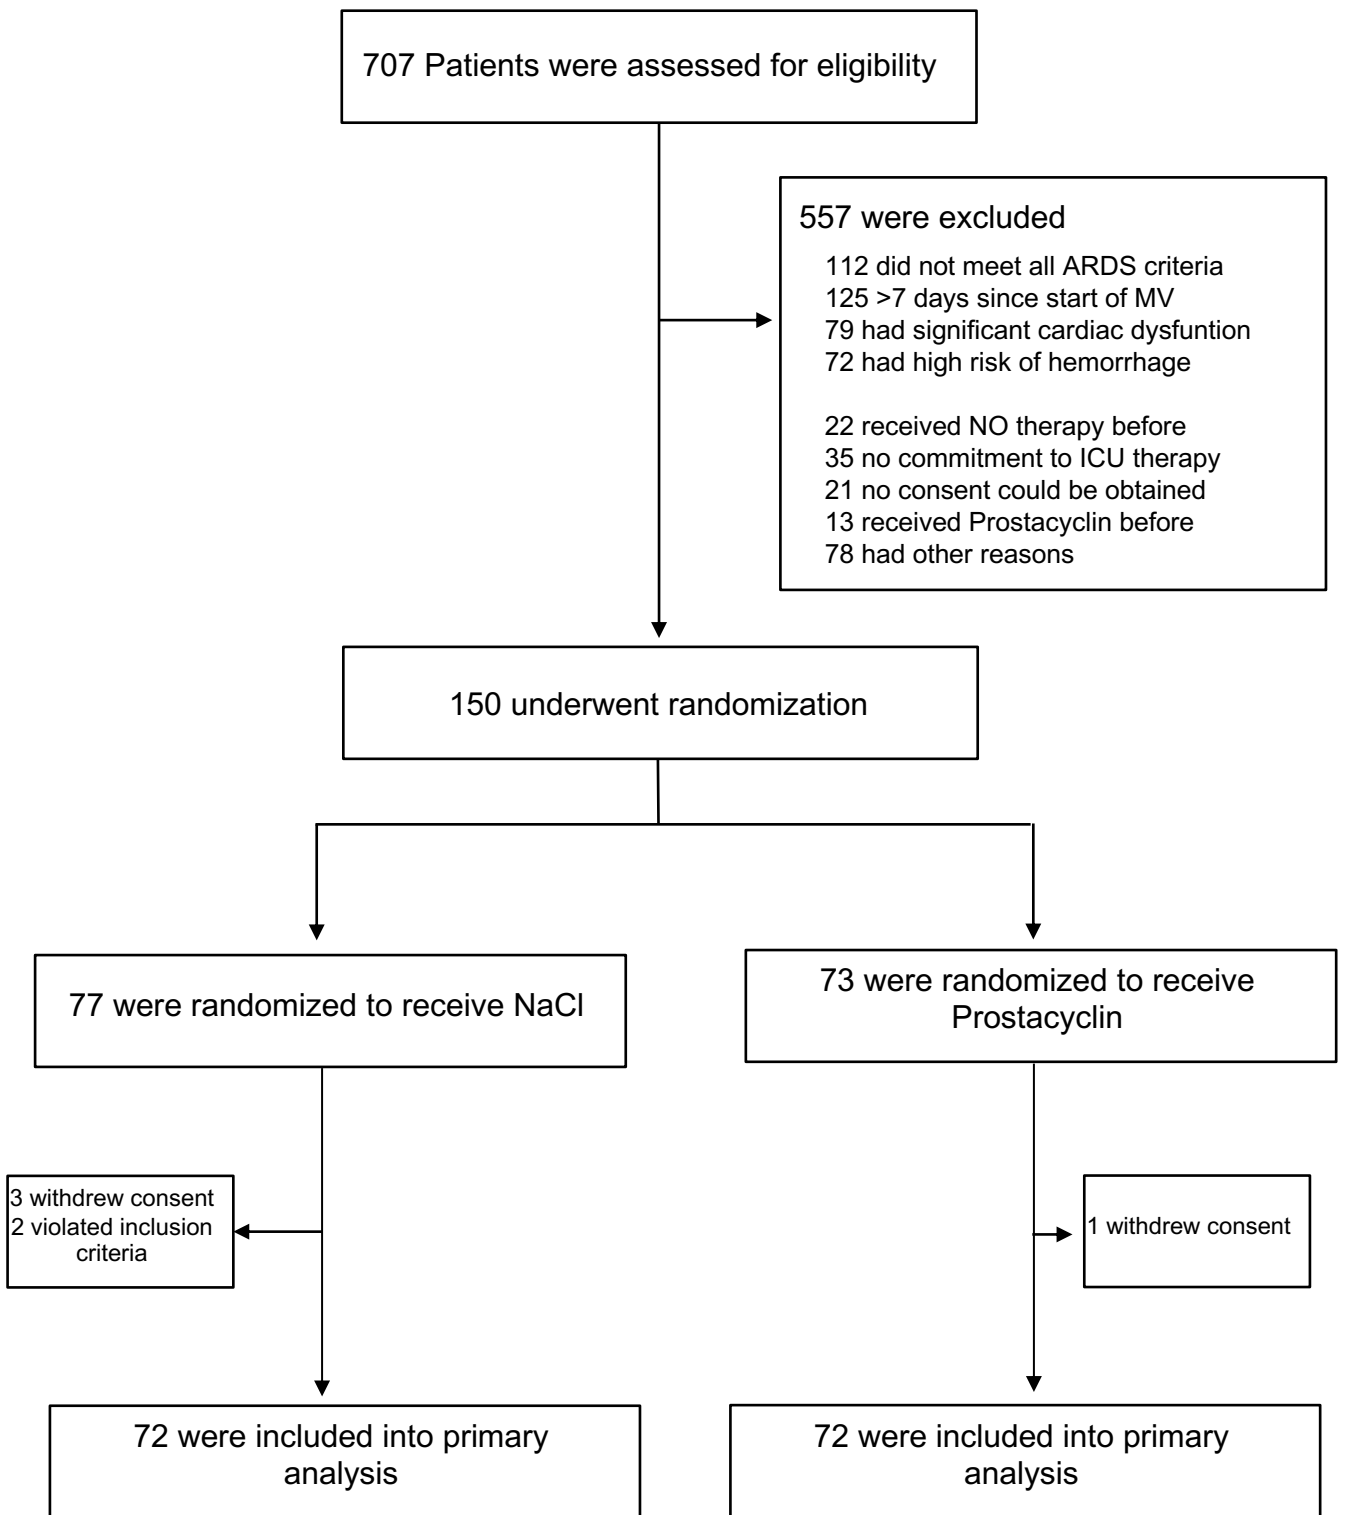 707 Patients were assessed for eligibility
557 were excluded
112 did not meet all ARDS criteria
125 >7 days since start of MV
79 had significant cardiac dysfuntion
72 had high risk of hemorrhage
22 received NO therapy before
35 no commitment to ICU therapy
21 no consent could be obtained
13 received Prostacyclin before
78 had other reasons
150 underwent randomization
77 were randomized to receive NaCl
73 were randomized to receive
Prostacyclin
3 withdrew consent
2 violated inclusion
criteria
1 withdrew consent
72 were included into primary
analysis
72 were included into primary
analysis